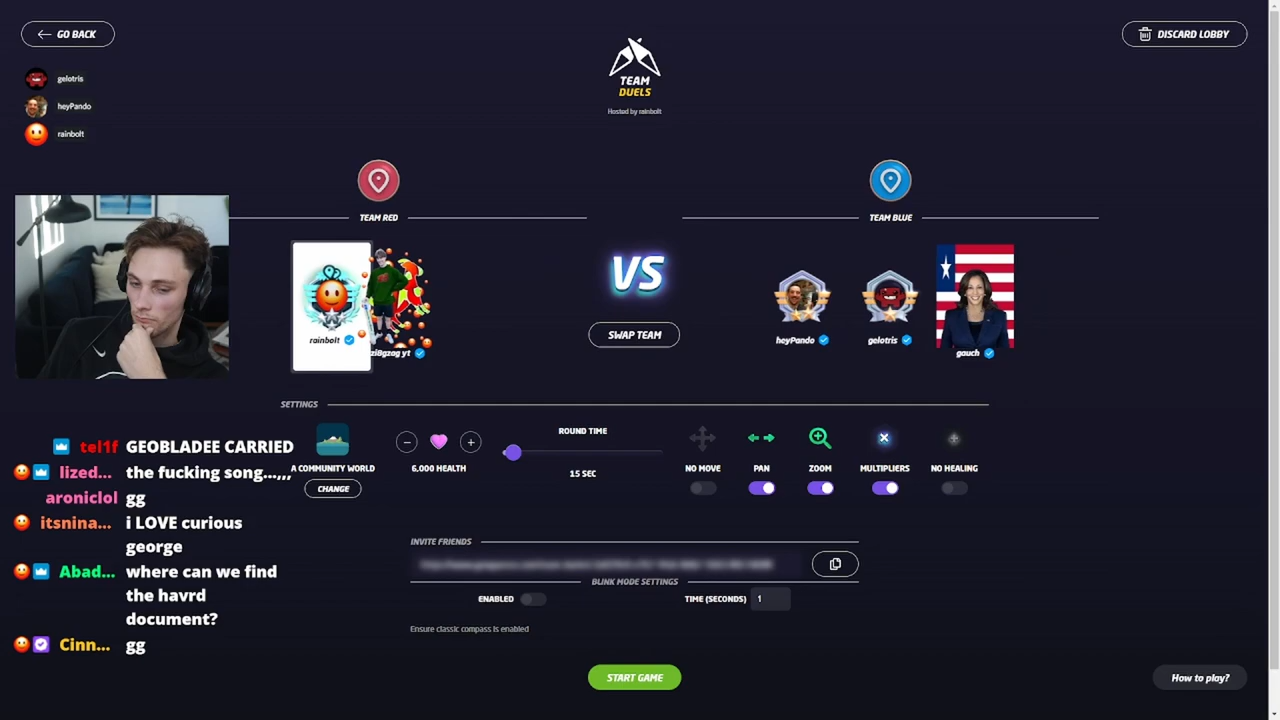 GO BACK
DISCARD LOBBY
TEAM
DUELS
Hosted by rainbolt
gelotris
heyPando
rainbolt
TEAM RED
TEAM BLUE
VS
SWAP TEAM
rainbolt
ziBgzag yt
heyPando
gelotris
gauch
SETTINGS
A COMMUNITY WORLD
CHANGE
6,000 HEALTH
ROUND TIME
15 SEC
NO MOVE
PAN
ZOOM
MULTIPLIERS
NO HEALING
tel1f GEOBLADEE CARRIED
lized... the fucking song...,,,
aroniclol gg
itsnina... i LOVE curious
george
Abad... where can we find
the havrd
document?
Cinn... gg
INVITE FRIENDS
BLINK MODE SETTINGS
ENABLED
TIME (SECONDS) 1
Ensure classic compass is enabled
START GAME
How to play?